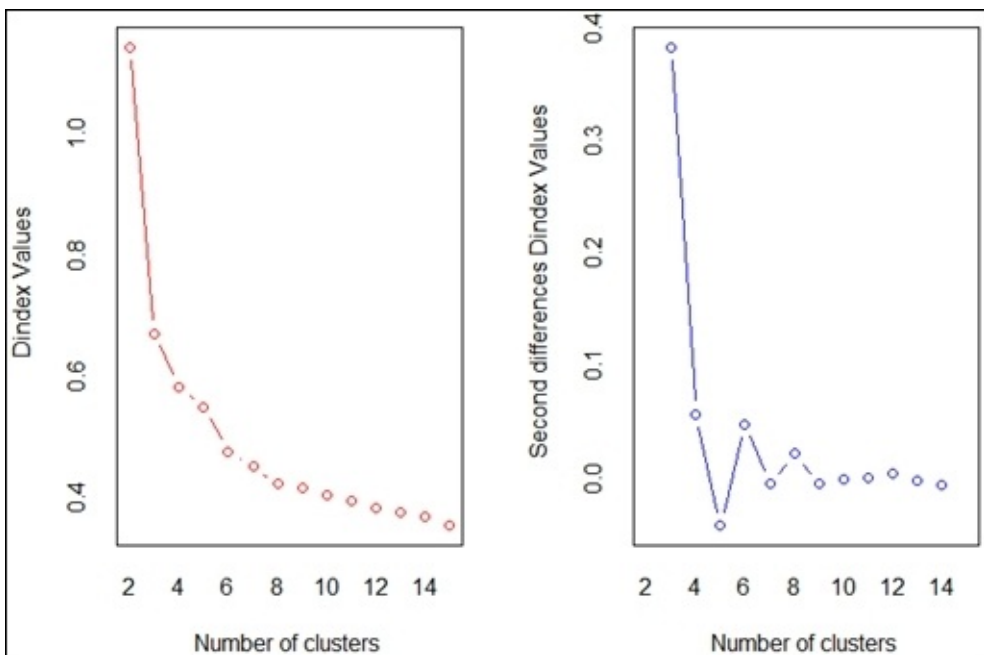 Dindex Values
1.0
0.8
0.6
0.4
2 4 6 8 10 12 14
Number of clusters
Second differences Dindex Values
0.4
0.3
0.2
0.1
0.0
2 4 6 8 10 12 14
Number of clusters